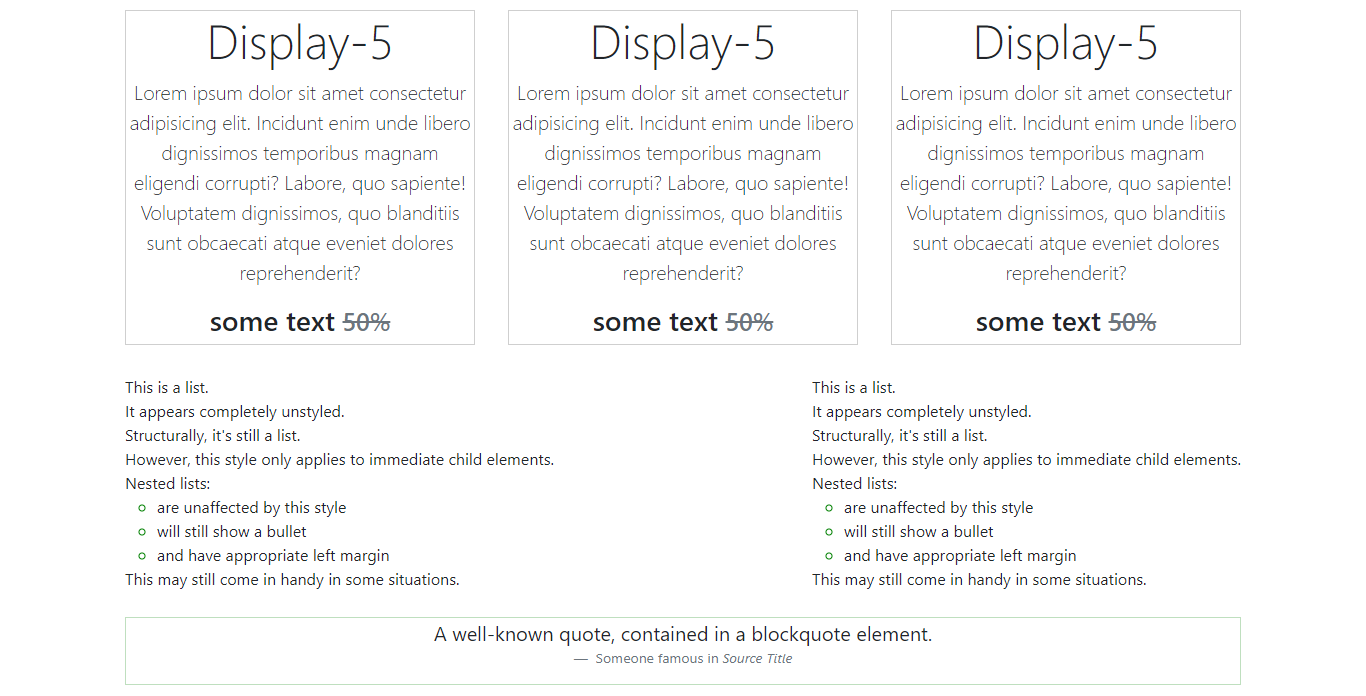 Display-5
Lorem ipsum dolor sit amet consectetur
adipisicing elit. Incidunt enim unde libero
dignissimos temporibus magnam
eligendi corrupti? Labore, quo sapiente!
Voluptatem dignissimos, quo blanditiis
sunt obcaecati atque eveniet dolores
reprehenderit?
some text 50%
Display-5
Lorem ipsum dolor sit amet consectetur
adipisicing elit. Incidunt enim unde libero
dignissimos temporibus magnam
eligendi corrupti? Labore, quo sapiente!
Voluptatem dignissimos, quo blanditiis
sunt obcaecati atque eveniet dolores
reprehenderit?
some text 50%
Display-5
Lorem ipsum dolor sit amet consectetur
adipisicing elit. Incidunt enim unde libero
dignissimos temporibus magnam
eligendi corrupti? Labore, quo sapiente!
Voluptatem dignissimos, quo blanditiis
sunt obcaecati atque eveniet dolores
reprehenderit?
some text 50%
This is a list.
It appears completely unstyled.
Structurally, it's still a list.
However, this style only applies to immediate child elements.
Nested lists:
are unaffected by this style
will still show a bullet
and have appropriate left margin
This may still come in handy in some situations.
This is a list.
It appears completely unstyled.
Structurally, it's still a list.
However, this style only applies to immediate child elements.
Nested lists:
are unaffected by this style
will still show a bullet
and have appropriate left margin
This may still come in handy in some situations.
A well-known quote, contained in a blockquote element.
— Someone famous in Source Title